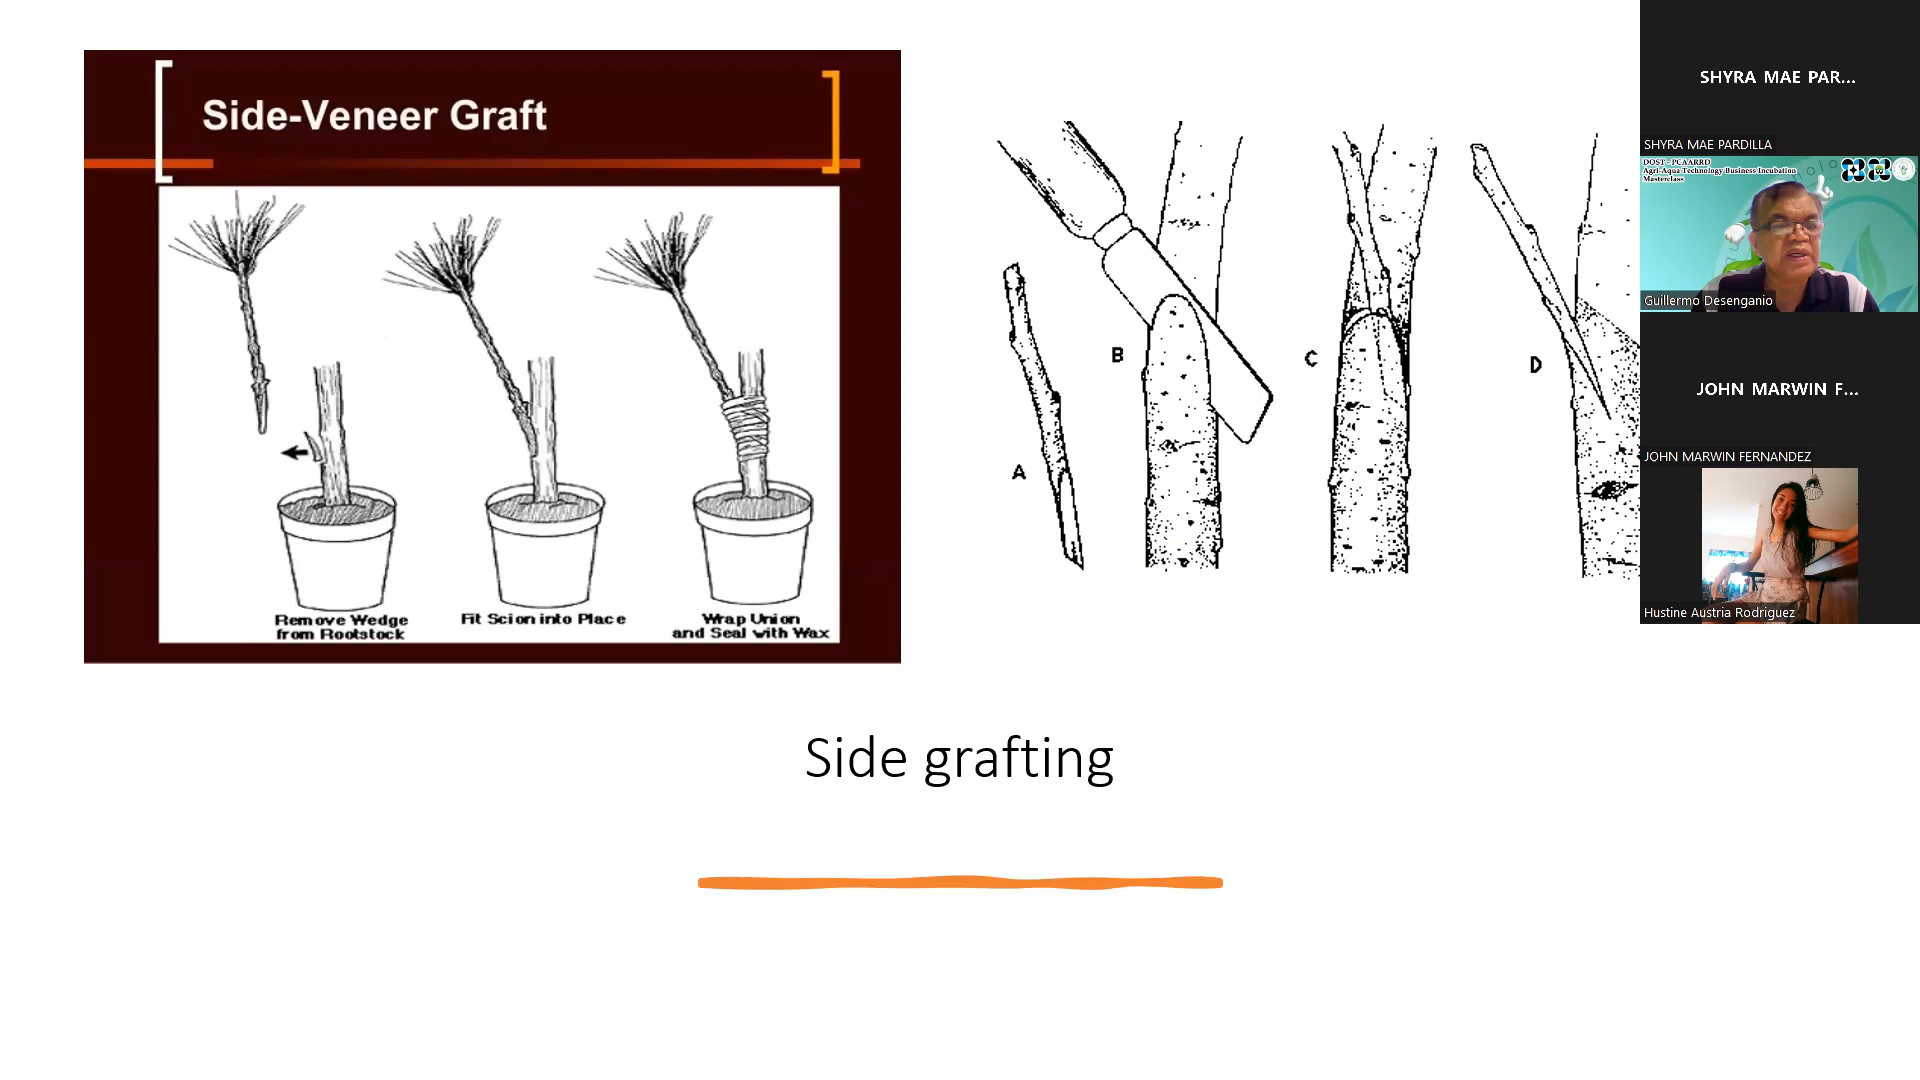 Side-Veneer Graft
Remove Wedge
from Rootstock
Fit Scion into Place
Wrap Union
and Seal with Wax
A
B
C
D
Side grafting
SHYRA MAE PAR...
SHYRA MAE PARDILLA
DOST - PCAARRD
Agri-Aqua Technology Business Incubation
Masterclass
Guillermo Desenganio
JOHN MARWIN F...
JOHN MARWIN FERNANDEZ
Hustine Austria Rodriguez